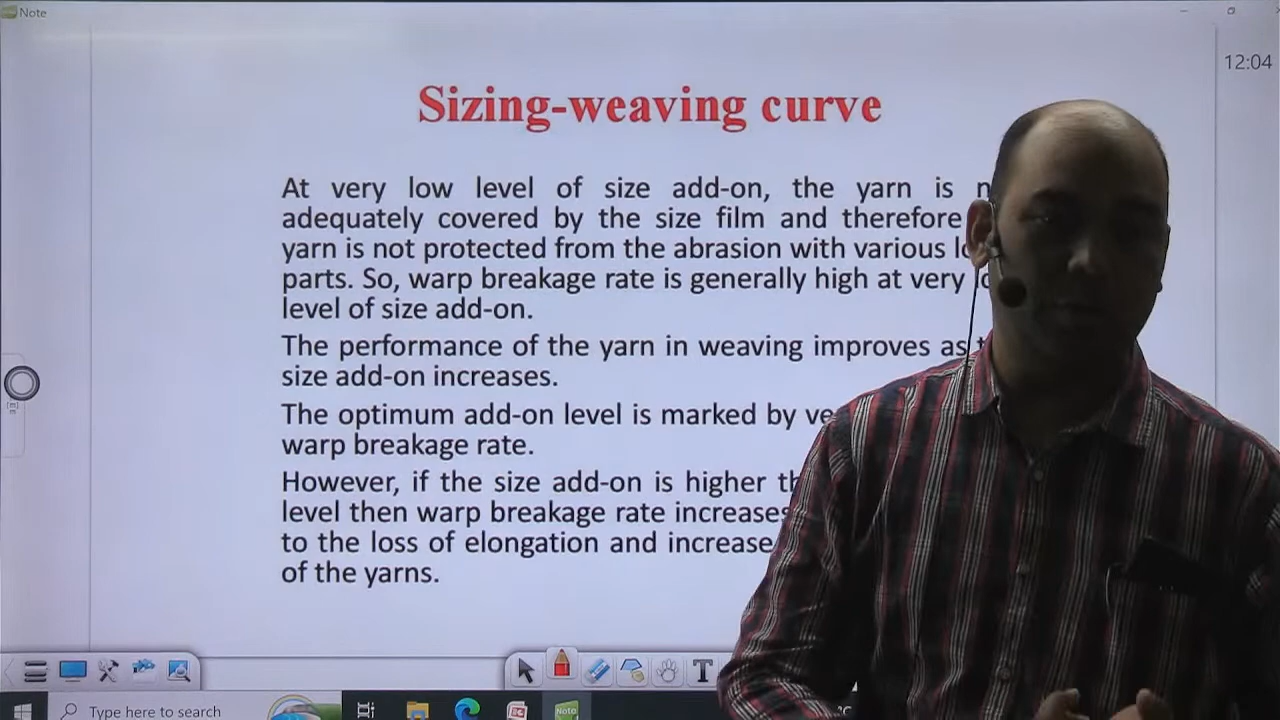 Note
12:04
Sizing-weaving curve
At very low level of size add-on, the yarn is
adequately covered by the size film and therefore
yarn is not protected from the abrasion with various
parts. So, warp breakage rate is generally high at very
level of size add-on.
The performance of the yarn in weaving improves as
size add-on increases.
The optimum add-on level is marked by
warp breakage rate.
However, if the size add-on is higher
level then warp breakage rate increases
to the loss of elongation and increase
of the yarns.
T
Type here to search
Note